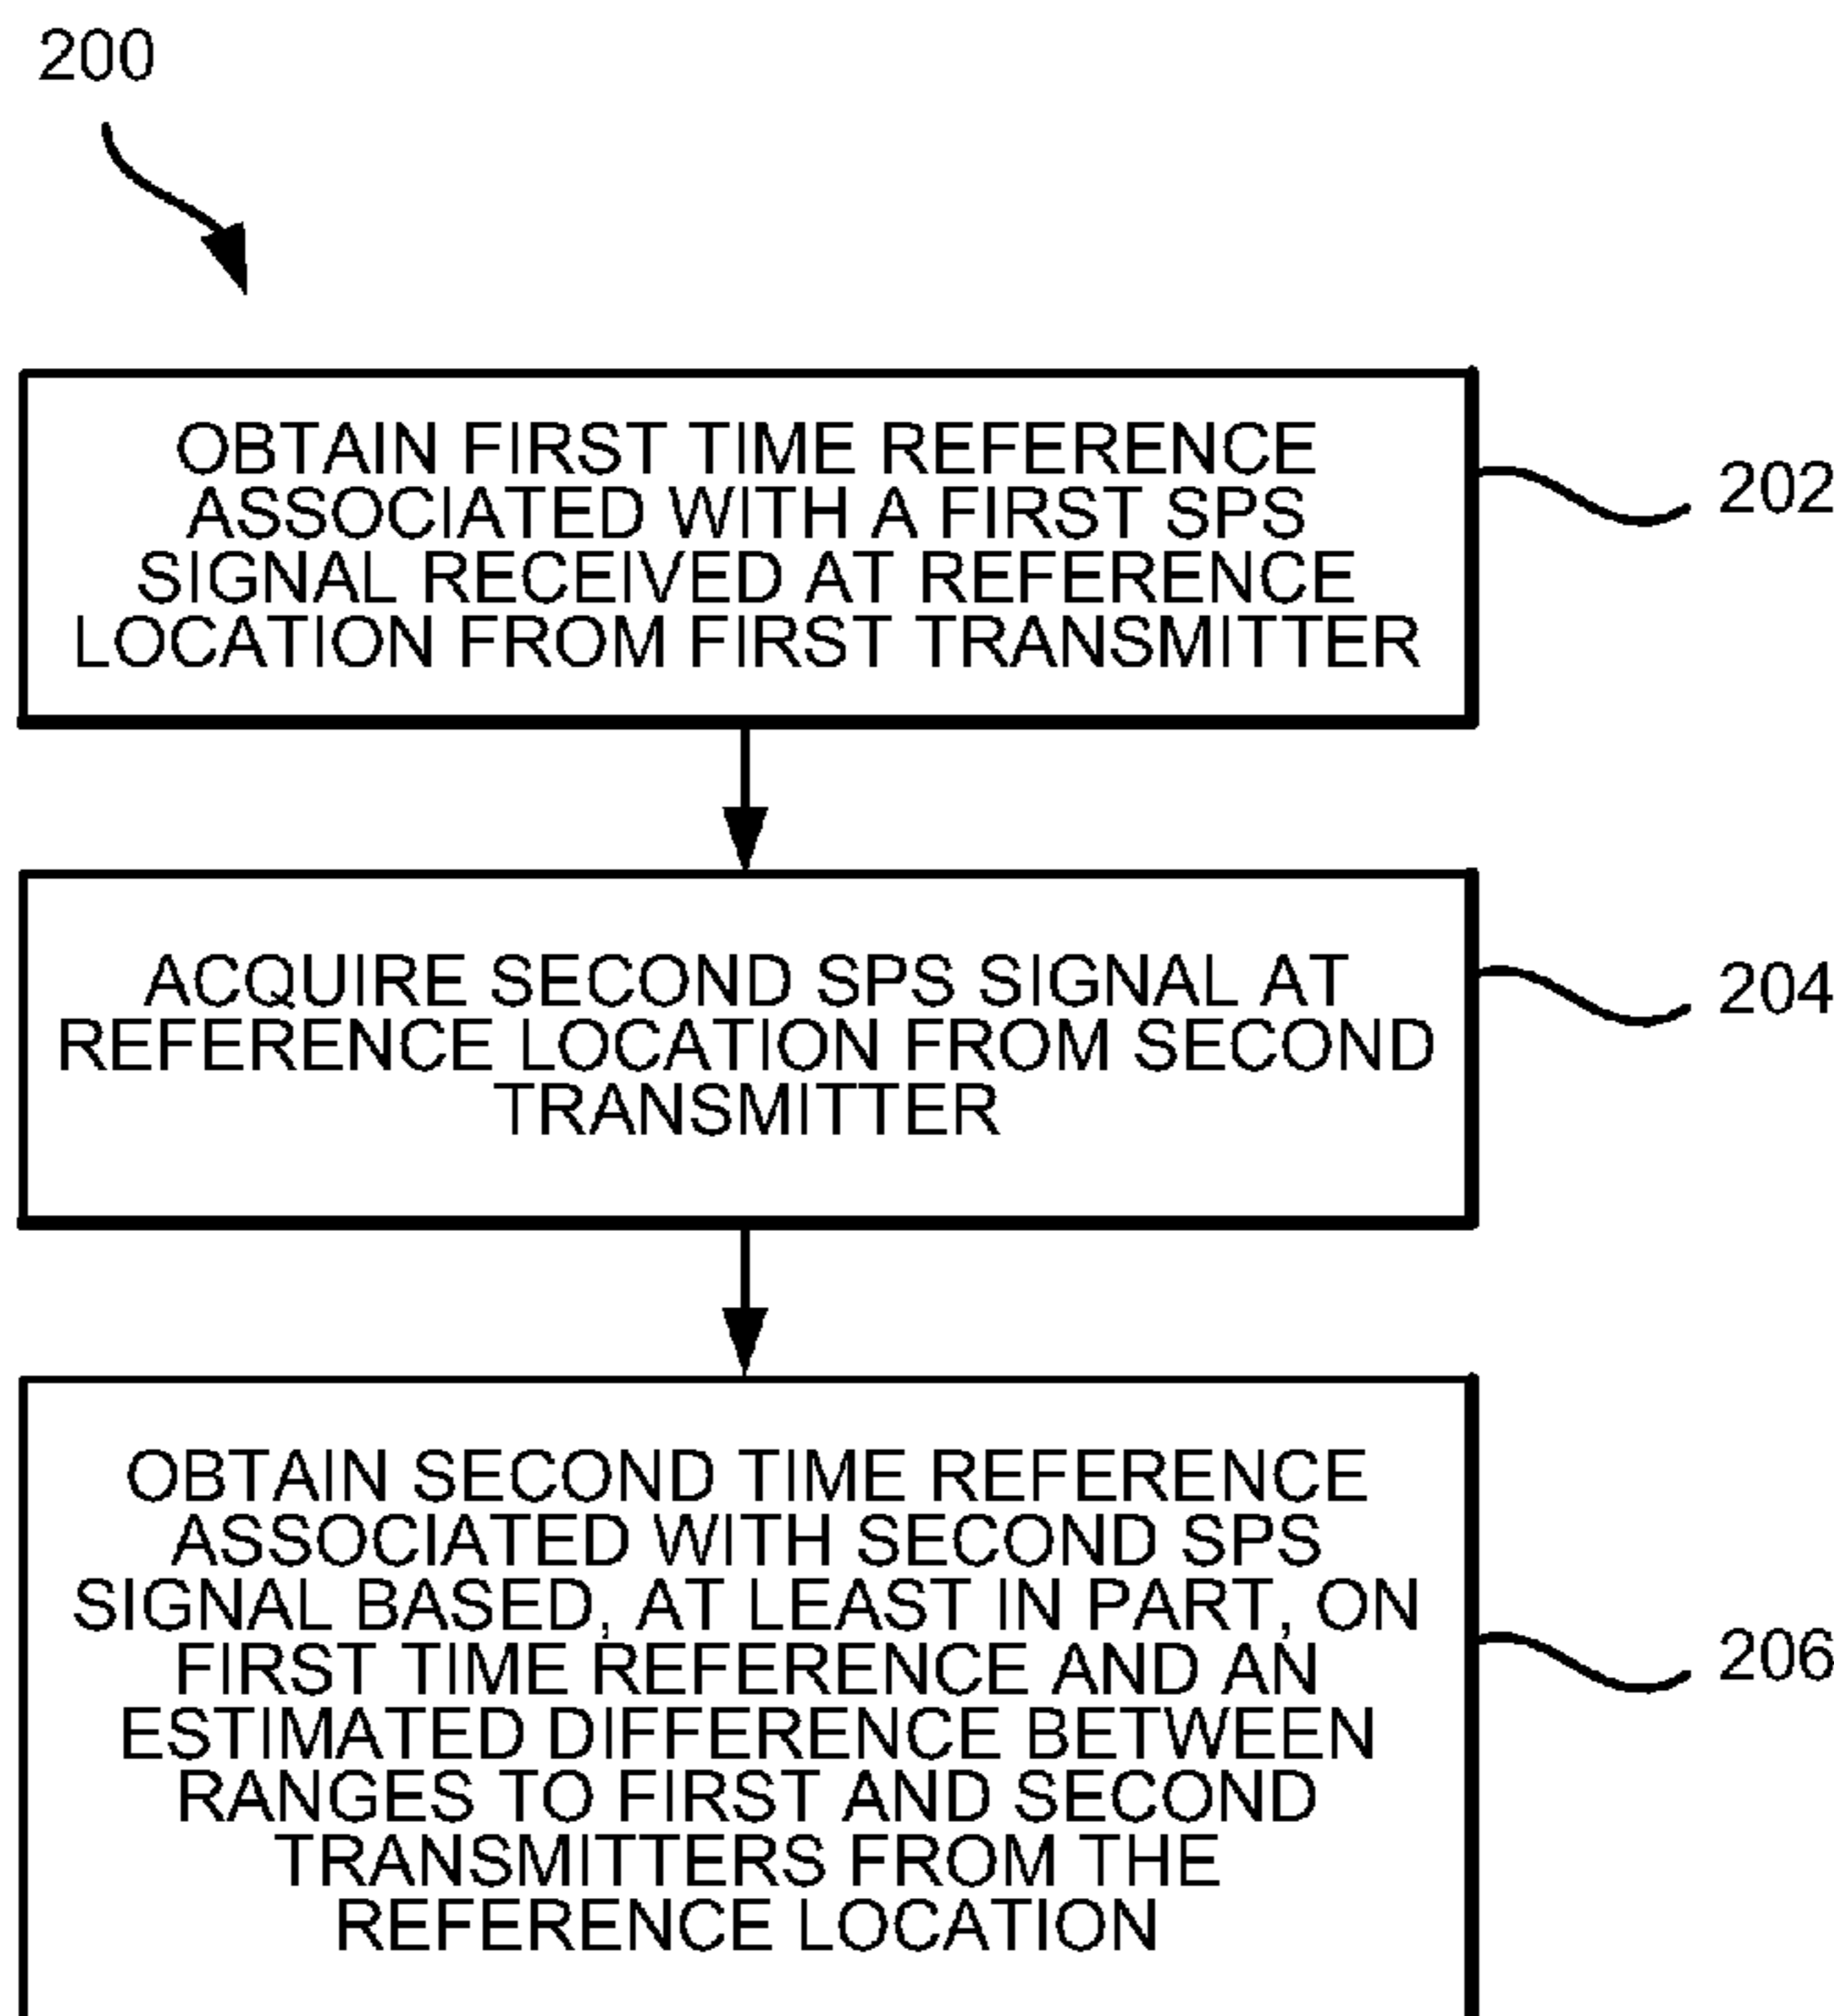 200
OBTAIN FIRST TIME REFERENCE
ASSOCIATED WITH A FIRST SPS
SIGNAL RECEIVED AT REFERENCE
LOCATION FROM FIRST TRANSMITTER
202
ACQUIRE SECOND SPS SIGNAL AT
REFERENCE LOCATION FROM SECOND
TRANSMITTER
204
OBTAIN SECOND TIME REFERENCE
ASSOCIATED WITH SECOND SPS
SIGNAL BASED, AT LEAST IN PART, ON
FIRST TIME REFERENCE AND AN
ESTIMATED DIFFERENCE BETWEEN
RANGES TO FIRST AND SECOND
TRANSMITTERS FROM THE
REFERENCE LOCATION
206